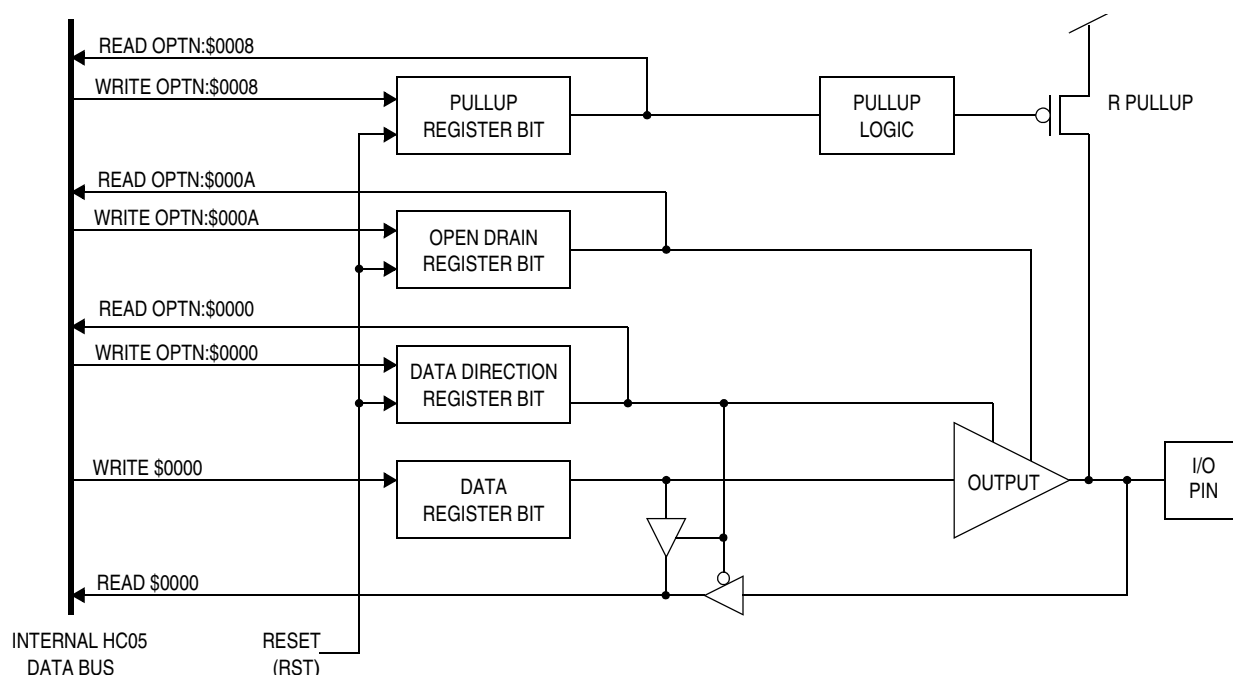 READ OPTN:$0008
WRITE OPTN:$0008
PULLUP
REGISTER BIT
PULLUP
LOGIC
R PULLUP
READ OPTN:$000A
WRITE OPTN:$000A
OPEN DRAIN
REGISTER BIT
READ OPTN:$0000
WRITE OPTN:$0000
DATA DIRECTION
REGISTER BIT
WRITE $0000
DATA
REGISTER BIT
OUTPUT
I/O
PIN
READ $0000
INTERNAL HC05
DATA BUS
RESET
(RST)